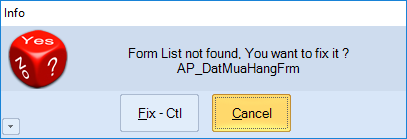 Info
Yes
No
?
Form List not found, You want to fix it ?
AP_DatMuaHangFrm
Fix - Ctl
Cancel